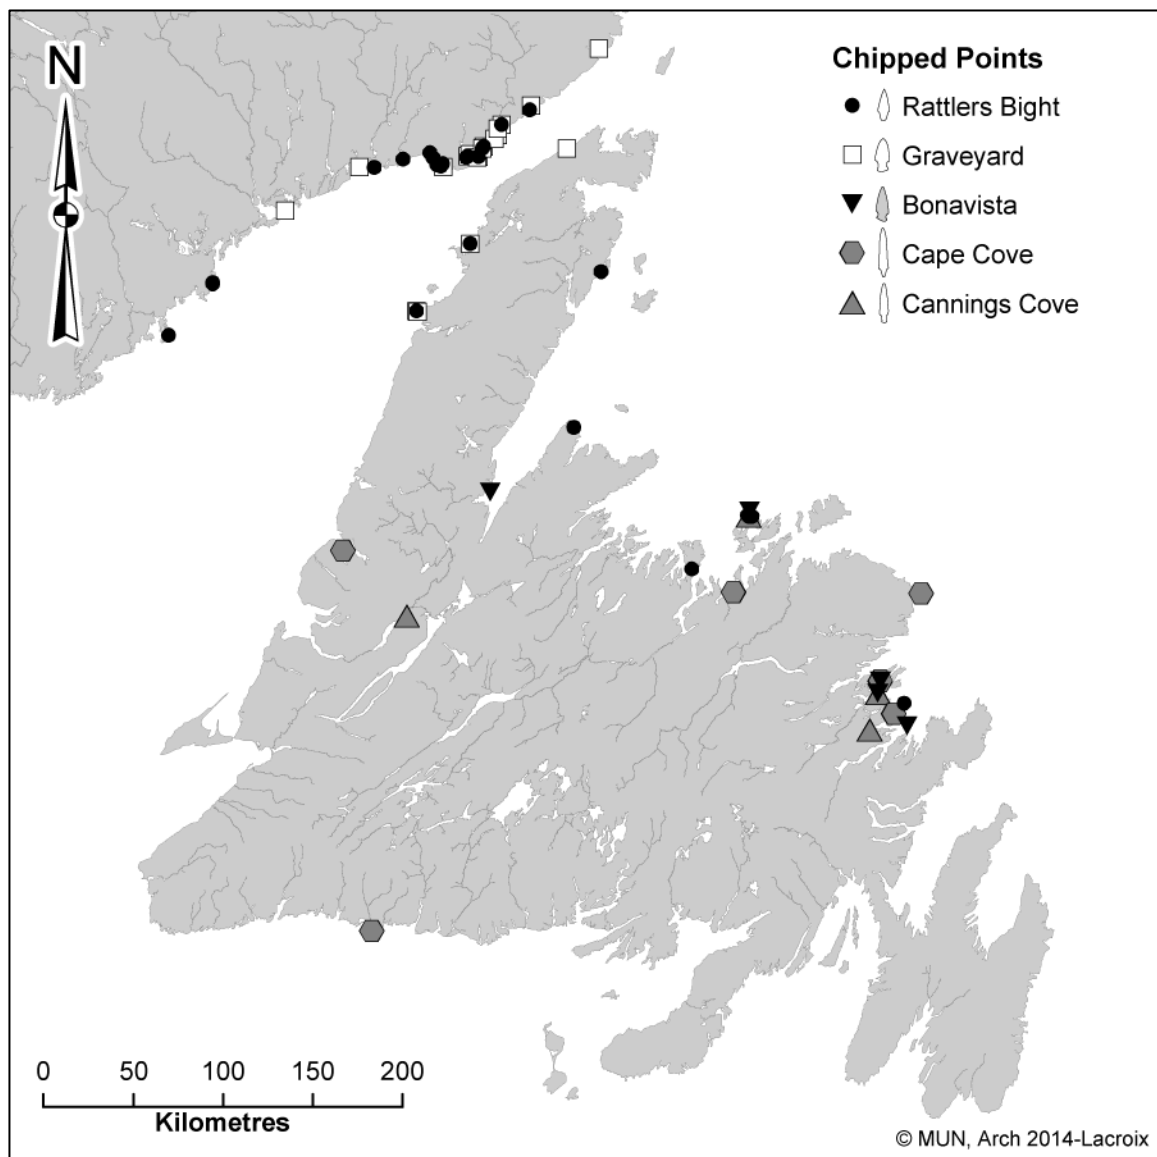 N
Chipped Points
Rattlers Bight
Graveyard
Bonavista
Cape Cove
Cannings Cove
0 50 100 150 200
Kilometres
© MUN, Arch 2014-Lacroix